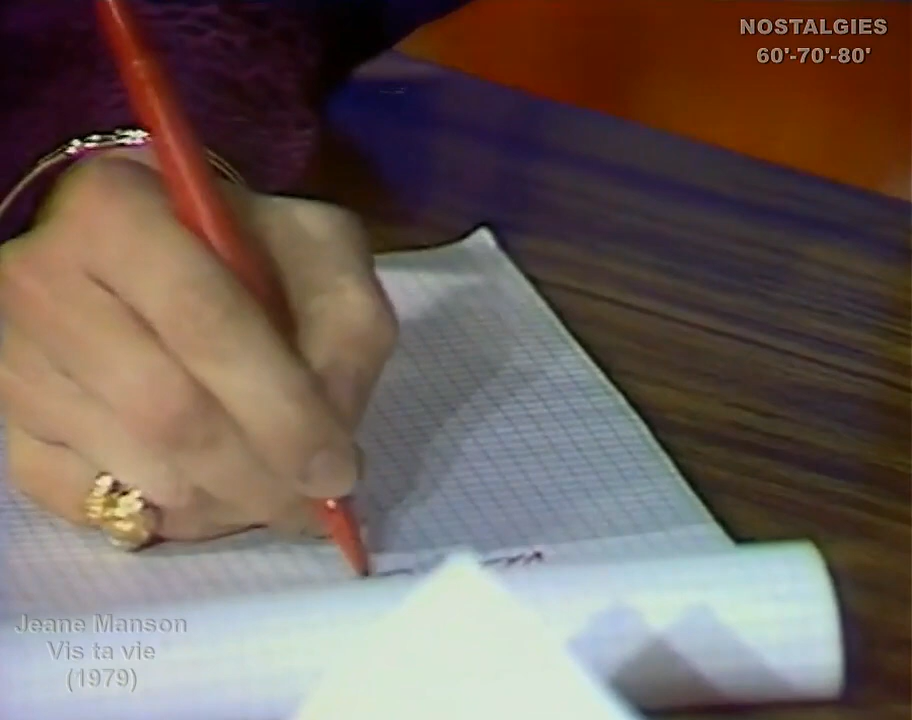 NOSTALGIES
60'-70'-80'
Jeane Manson
Vis ta vie
(1979)